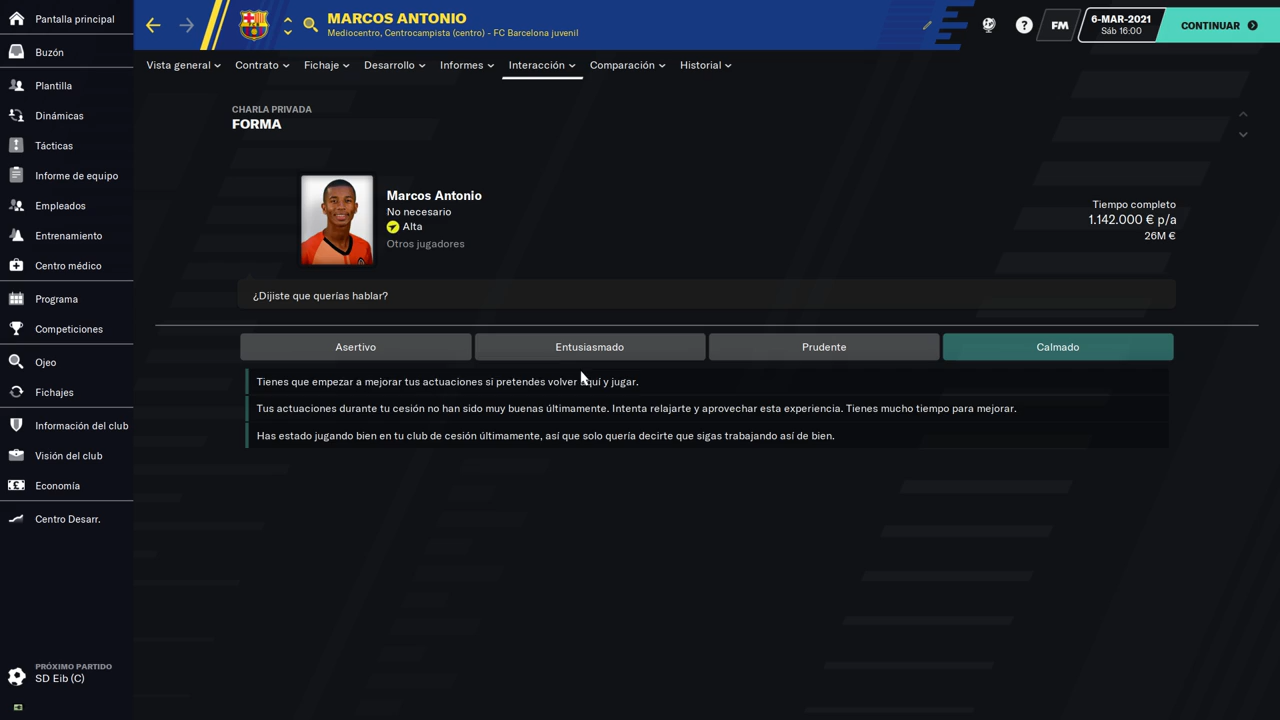 Pantalla principal
Buzón
Plantilla
Dinámicas
Tácticas
Informe de equipo
Empleados
Entrenamiento
Centro médico
Programa
Competiciones
Ojeo
Fichajes
Información del club
Visión del club
Economía
Centro Desarr.
PRÓXIMO PARTIDO
SD Eib (C)
MARCOS ANTONIO
Mediocentro, Centrocampista (centro) - FC Barcelona juvenil
FM
6-MAR-2021
Sáb 16:00
CONTINUAR
Vista general
Contrato
Fichaje
Desarrollo
Informes
Interacción
Comparación
Historial
CHARLA PRIVADA
FORMA
Marcos Antonio
No necesario
Alta
Otros jugadores
Tiempo completo
1.142.000 € p/a
26M €
¿Dijiste que querías hablar?
Asertivo
Entusiasmado
Prudente
Calmado
Tienes que empezar a mejorar tus actuaciones si pretendes volver aquí y jugar.
Tus actuaciones durante tu cesión no han sido muy buenas últimamente. Intenta relajarte y aprovechar esta experiencia. Tienes mucho tiempo para mejorar.
Has estado jugando bien en tu club de cesión últimamente, así que solo quería decirte que sigas trabajando así de bien.